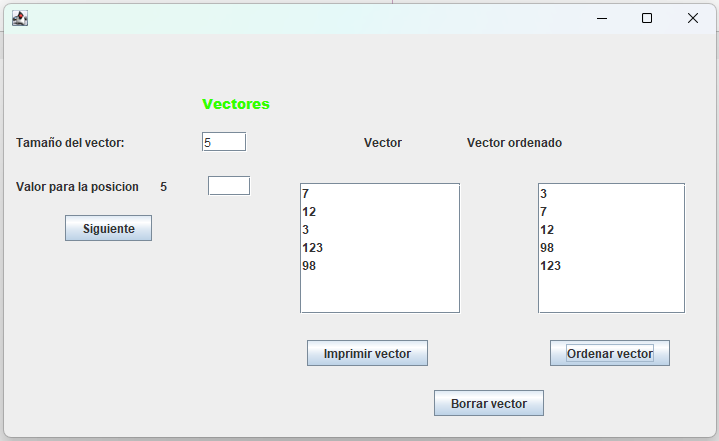 Vectores
Tamaño del vector: 5
Vector
Vector ordenado
Valor para la posicion 5
Siguiente
7
12
3
123
98
3
7
12
98
123
Imprimir vector
Ordenar vector
Borrar vector